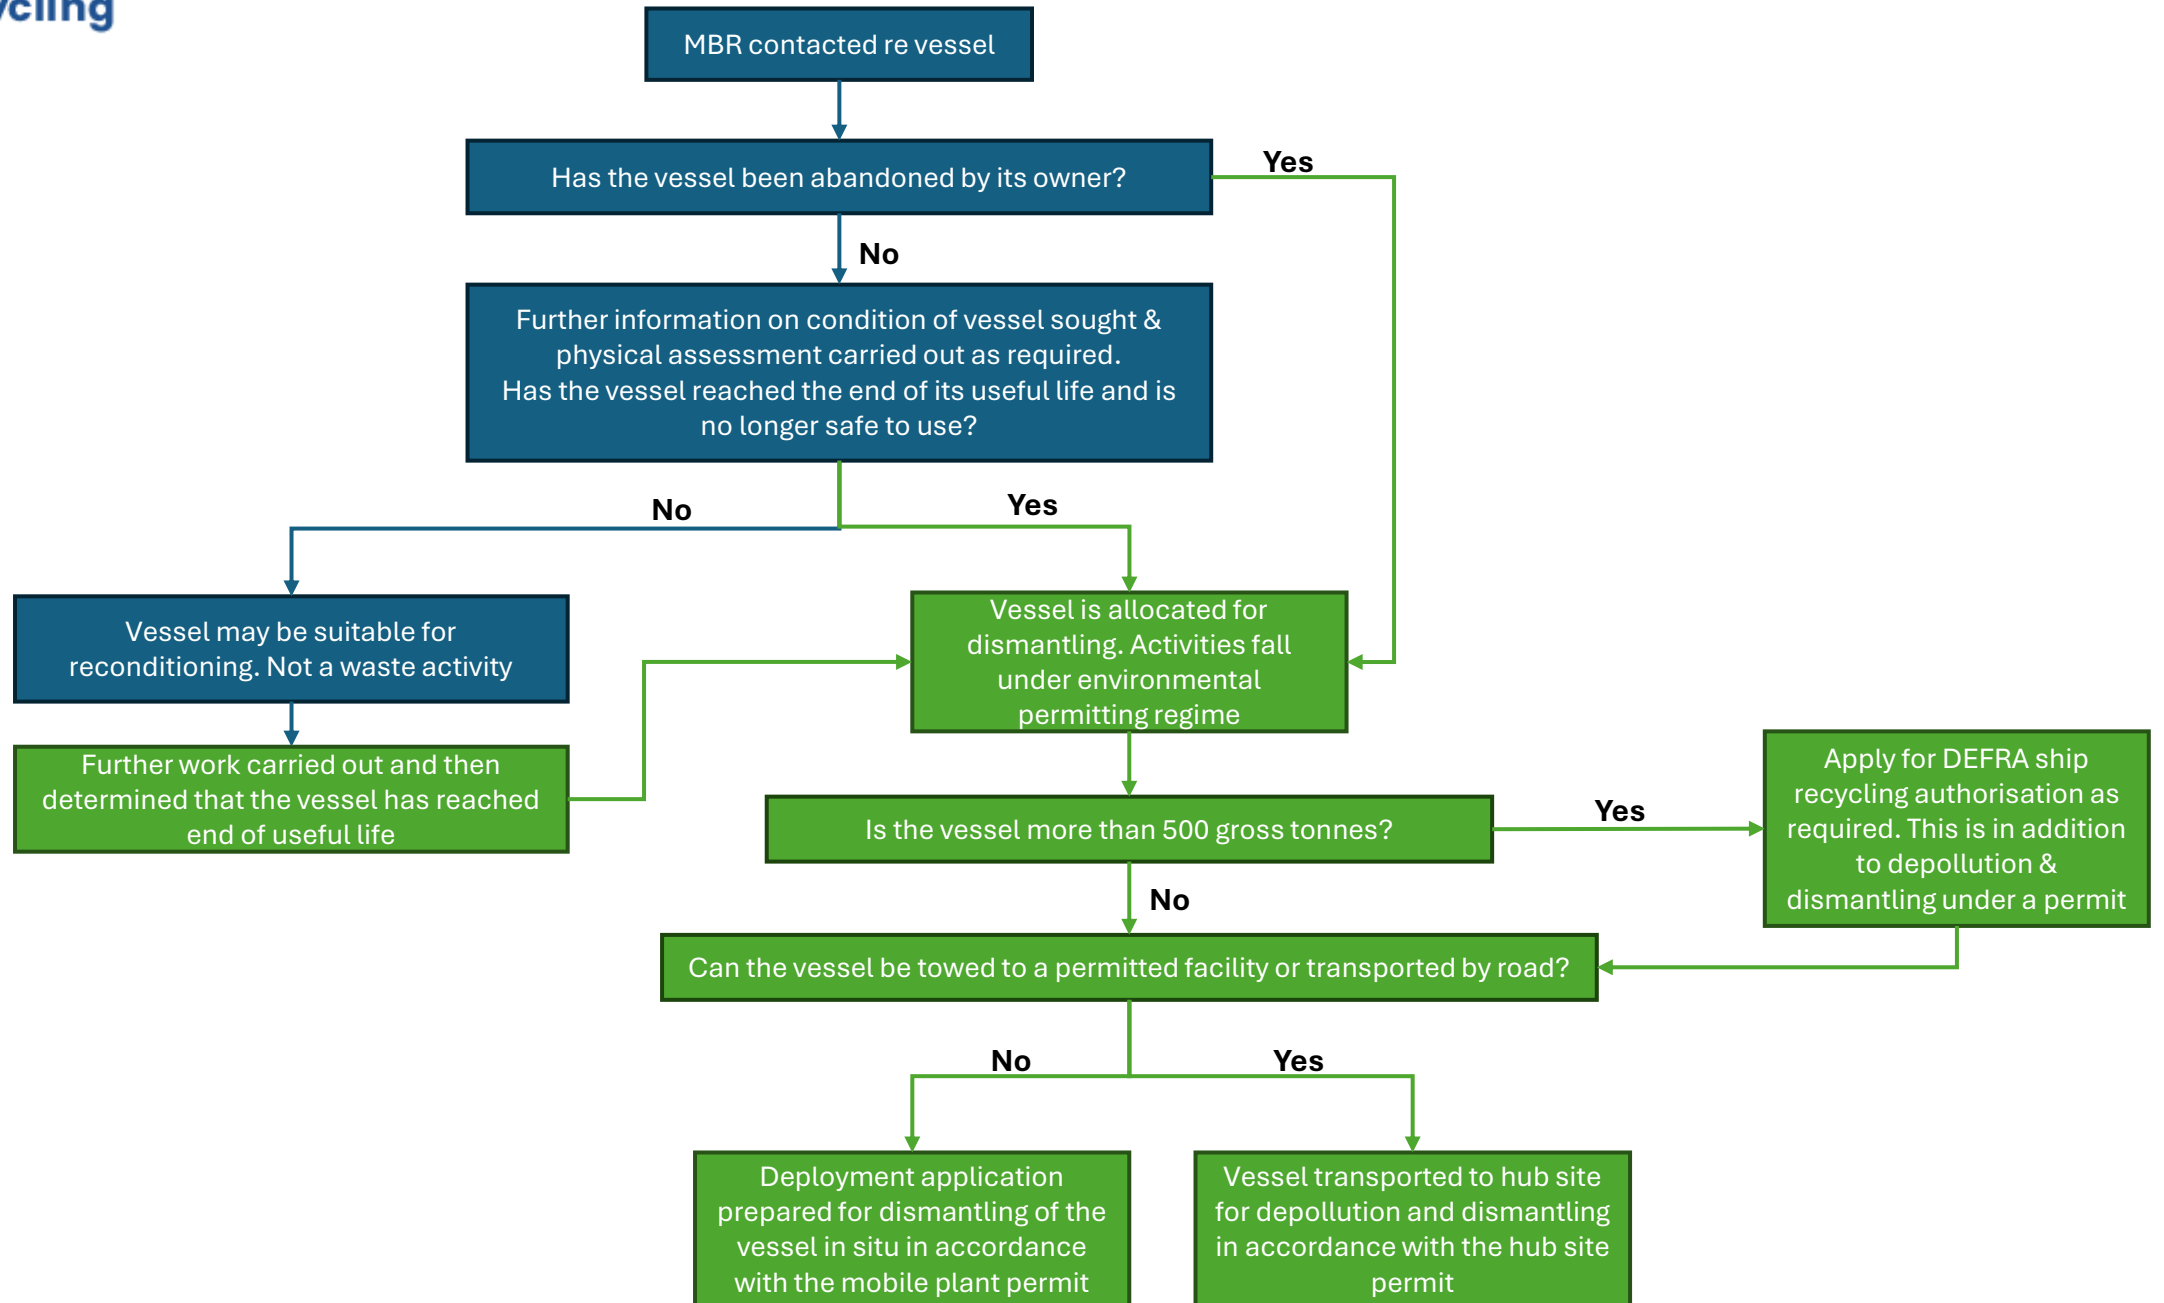 MBR contacted re vessel
Has the vessel been abandoned by its owner?
Yes
No
Further information on condition of vessel sought &
physical assessment carried out as required.
Has the vessel reached the end of its useful life and is
no longer safe to use?
No
Yes
Vessel may be suitable for
reconditioning. Not a waste activity
Vessel is allocated for
dismantling. Activities fall
under environmental
permitting regime
Further work carried out and then
determined that the vessel has reached
end of useful life
Is the vessel more than 500 gross tonnes?
Yes
Apply for DEFRA ship
recycling authorisation as
required. This is in addition
to depollution &
dismantling under a permit
No
Can the vessel be towed to a permitted facility or transported by road?
No
Yes
Deployment application
prepared for dismantling of the
vessel in situ in accordance
with the mobile plant permit
Vessel transported to hub site
for depollution and dismantling
in accordance with the hub site
permit